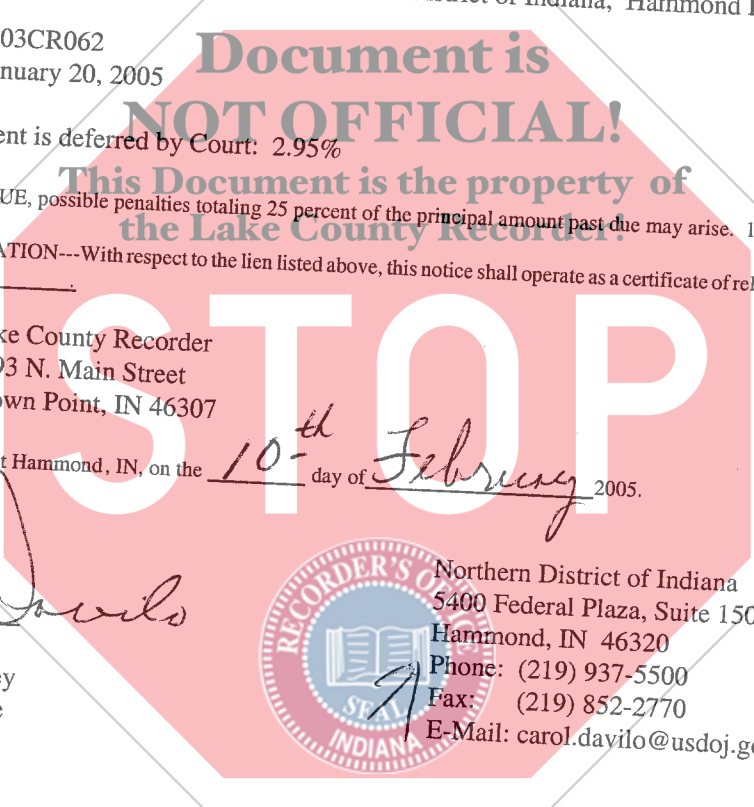 of Indiana, Hammond
03CR062
nuary 20, 2005
Document is
NOT OFFICIAL!
ent is deferred by Court: 2.95%
This Document is the property of
UE, possible penalties totaling 25 percent of the principal amount past due may arise. 1
the Lake County Recorder!
ATION---With respect to the lien listed above, this notice shall operate as a certificate of rel
STOP
ke County Recorder
93 N. Main Street
own Point, IN 46307
t Hammond, IN, on the 10th day of February 2005.
Davilo
Northern District of Indiana
5400 Federal Plaza, Suite 150
Hammond, IN 46320
Phone: (219) 937-5500
Fax: (219) 852-2770
E-Mail: carol.davilo@usdoj.go
RECORDER'S OFFICE
SEAL
INDIANA
ey
e